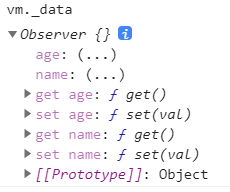 vm._data
▼ Observer {} i
age: (...)
name: (...)
▶ get age: ƒ get()
▶ set age: ƒ set(val)
▶ get name: ƒ get()
▶ set name: ƒ set(val)
▶ [[Prototype]]: Object